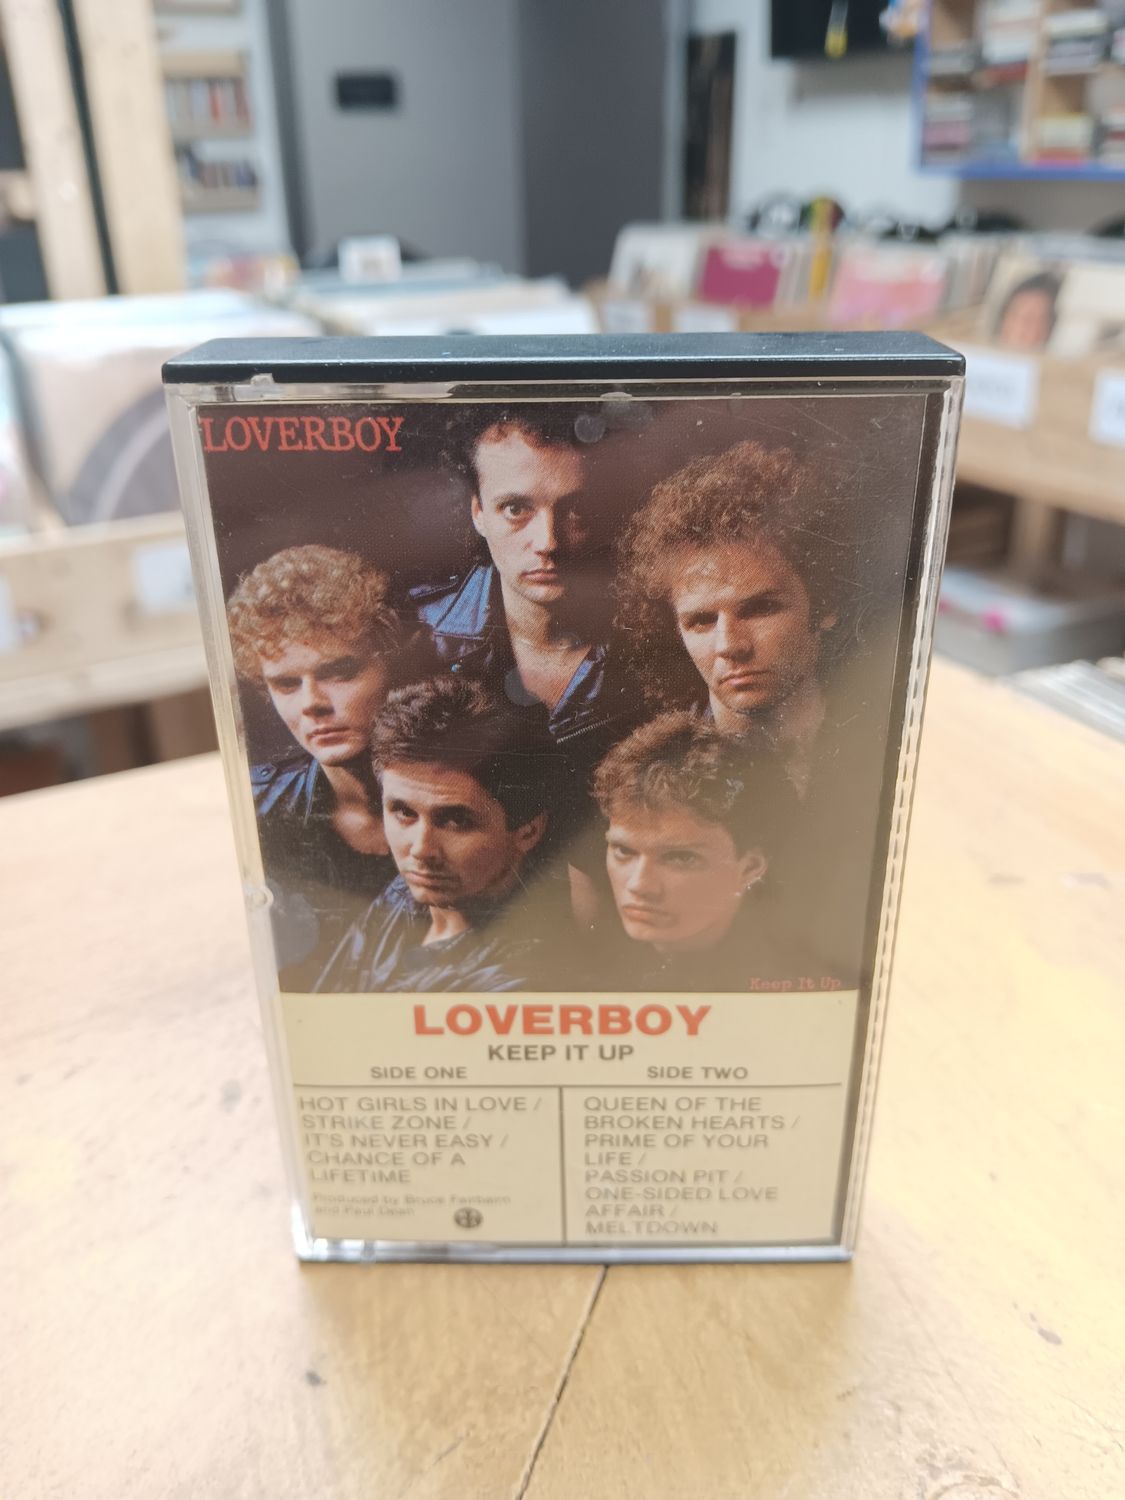 LOVERBOY
Keep It Up
LOVERBOY
KEEP IT UP
SIDE ONE
HOT GIRLS IN LOVE /
STRIKE ZONE /
IT'S NEVER EASY /
CHANCE OF A
LIFETIME
Produced by Bruce Fairbairn
and Paul Dean
SIDE TWO
QUEEN OF THE
BROKEN HEARTS /
PRIME OF YOUR
LIFE /
PASSION PIT /
ONE-SIDED LOVE
AFFAIR /
MELTDOWN